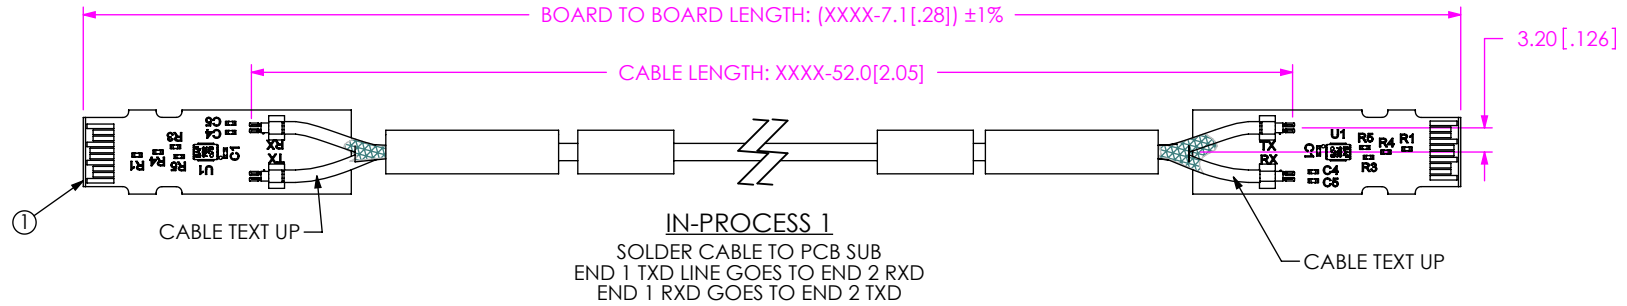 BOARD TO BOARD LENGTH: (XXXX-7.1[.28]) ±1%
3.20[.126]
CABLE LENGTH: XXXX-52.0[2.05]
C5
C4
R3
R1
R4
R5
U1
C1
RX
TX
1
CABLE TEXT UP
TX
RX
C1
U1
R5
R4
R1
R3
C4
C5
CABLE TEXT UP
IN-PROCESS 1
SOLDER CABLE TO PCB SUB
END 1 TXD LINE GOES TO END 2 RXD
END 1 RXD GOES TO END 2 TXD